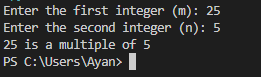 Enter the first integer (m): 25
Enter the second integer (n): 5
25 is a multiple of 5
PS C:\Users\Ayan>